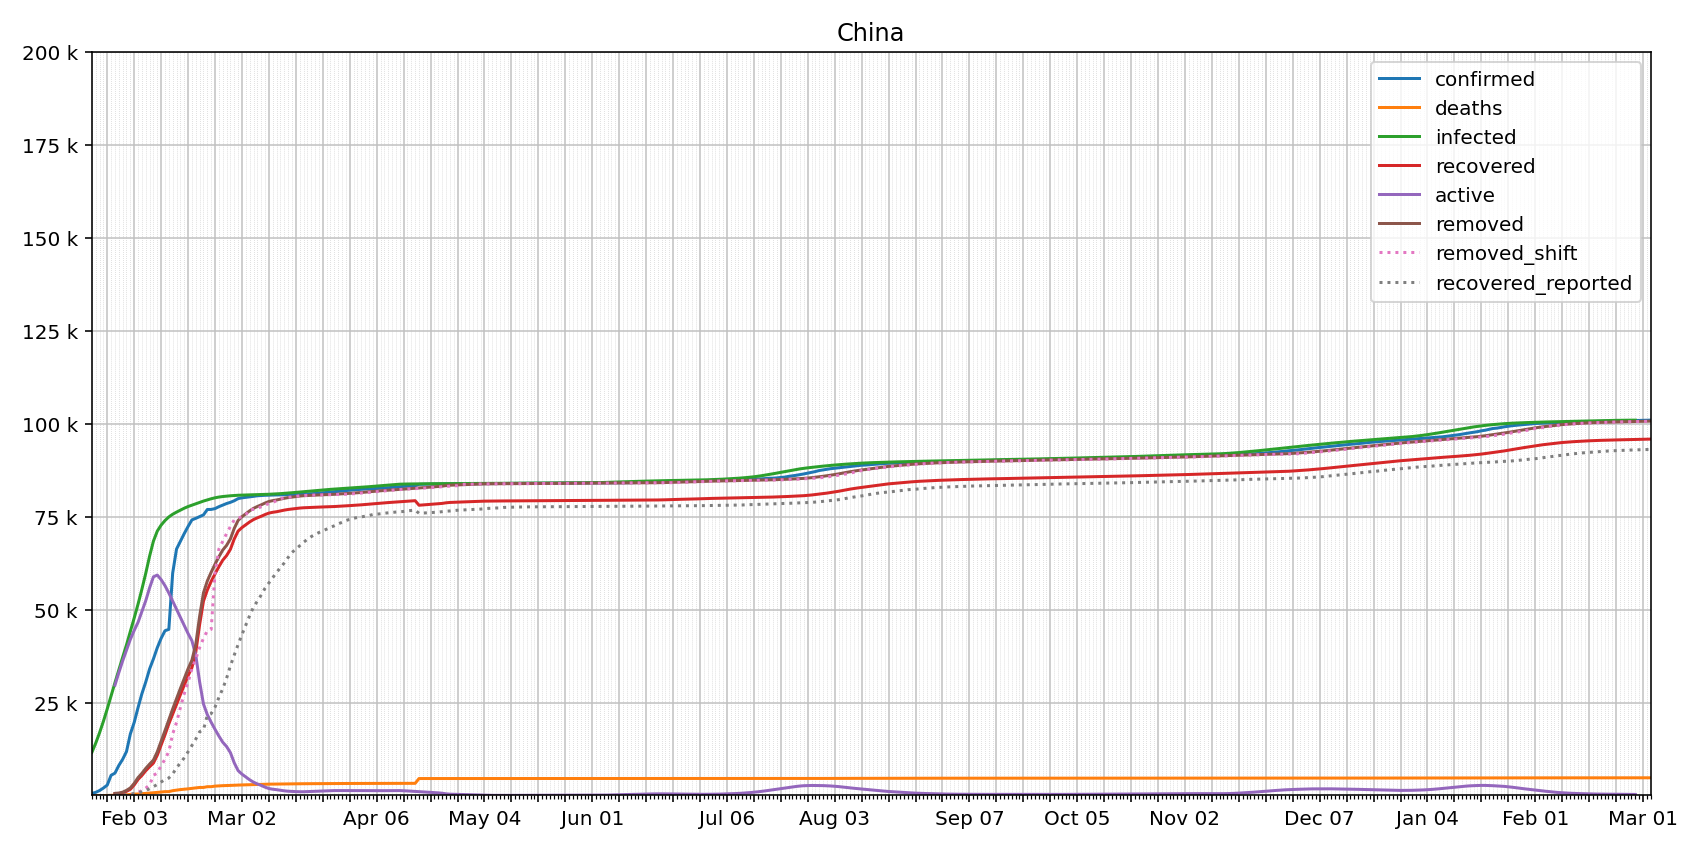 China
200 k
175 k
150 k
125 k
100 k
75 k
50 k
25 k
confirmed
deaths
infected
recovered
active
removed
removed_shift
recovered_reported
Feb 03 Mar 02 Apr 06 May 04 Jun 01 Jul 06 Aug 03 Sep 07 Oct 05 Nov 02 Dec 07 Jan 04 Feb 01 Mar 01